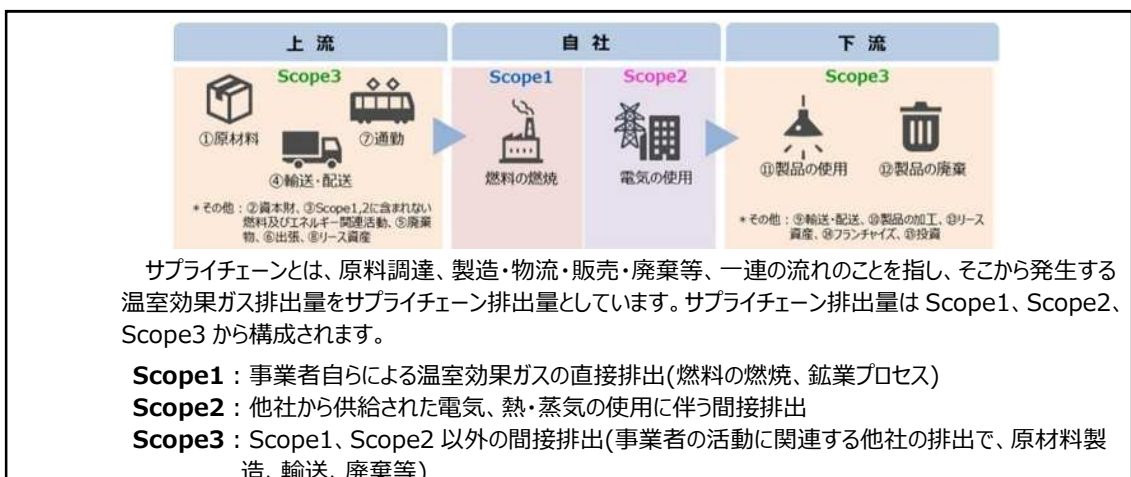 上 流
自 社
下 流
Scope3
Scope1
Scope2
Scope3
①原材料
⑦通勤
④輸送・配送
燃料の燃焼
電気の使用
⑪製品の使用
⑫製品の廃棄
*その他:②資本財、③Scope1,2に含まれない
燃料及びエネルギー関連活動、⑤廃棄
物、⑥出張、⑧リース資産
*その他:⑨輸送・配送、⑩製品の加工、⑬リース
資産、⑭フランチャイズ、⑮投資
サプライチェーンとは、原料調達、製造・物流・販売・廃棄等、一連の流れのことを指し、そこから発生する
温室効果ガス排出量をサプライチェーン排出量としています。サプライチェーン排出量は Scope1、Scope2、
Scope3 から構成されます。
Scope1:事業者自らによる温室効果ガスの直接排出(燃料の燃焼、鉱業プロセス)
Scope2:他社から供給された電気、熱・蒸気の使用に伴う間接排出
Scope3:Scope1、Scope2 以外の間接排出(事業者の活動に関連する他社の排出で、原材料製
造、輸送、廃棄等)